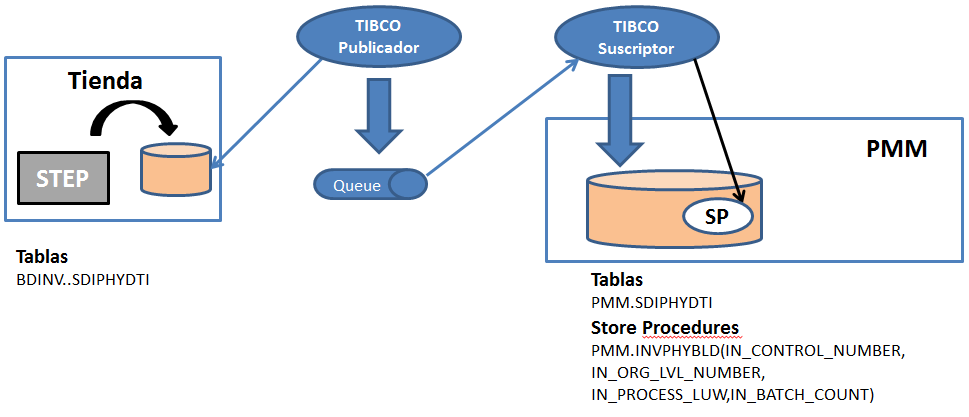 TIBCO
Publicador
TIBCO
Suscriptor
Tienda
STEP
Queue
PMM
SP
Tablas
BDINV..SDIPHYDTI
Tablas
PMM.SDIPHYDTI
Store Procedures
PMM.INVPHYBLD(IN_CONTROL_NUMBER,
IN_ORG_LVL_NUMBER,
IN_PROCESS_LUW,IN_BATCH_COUNT)